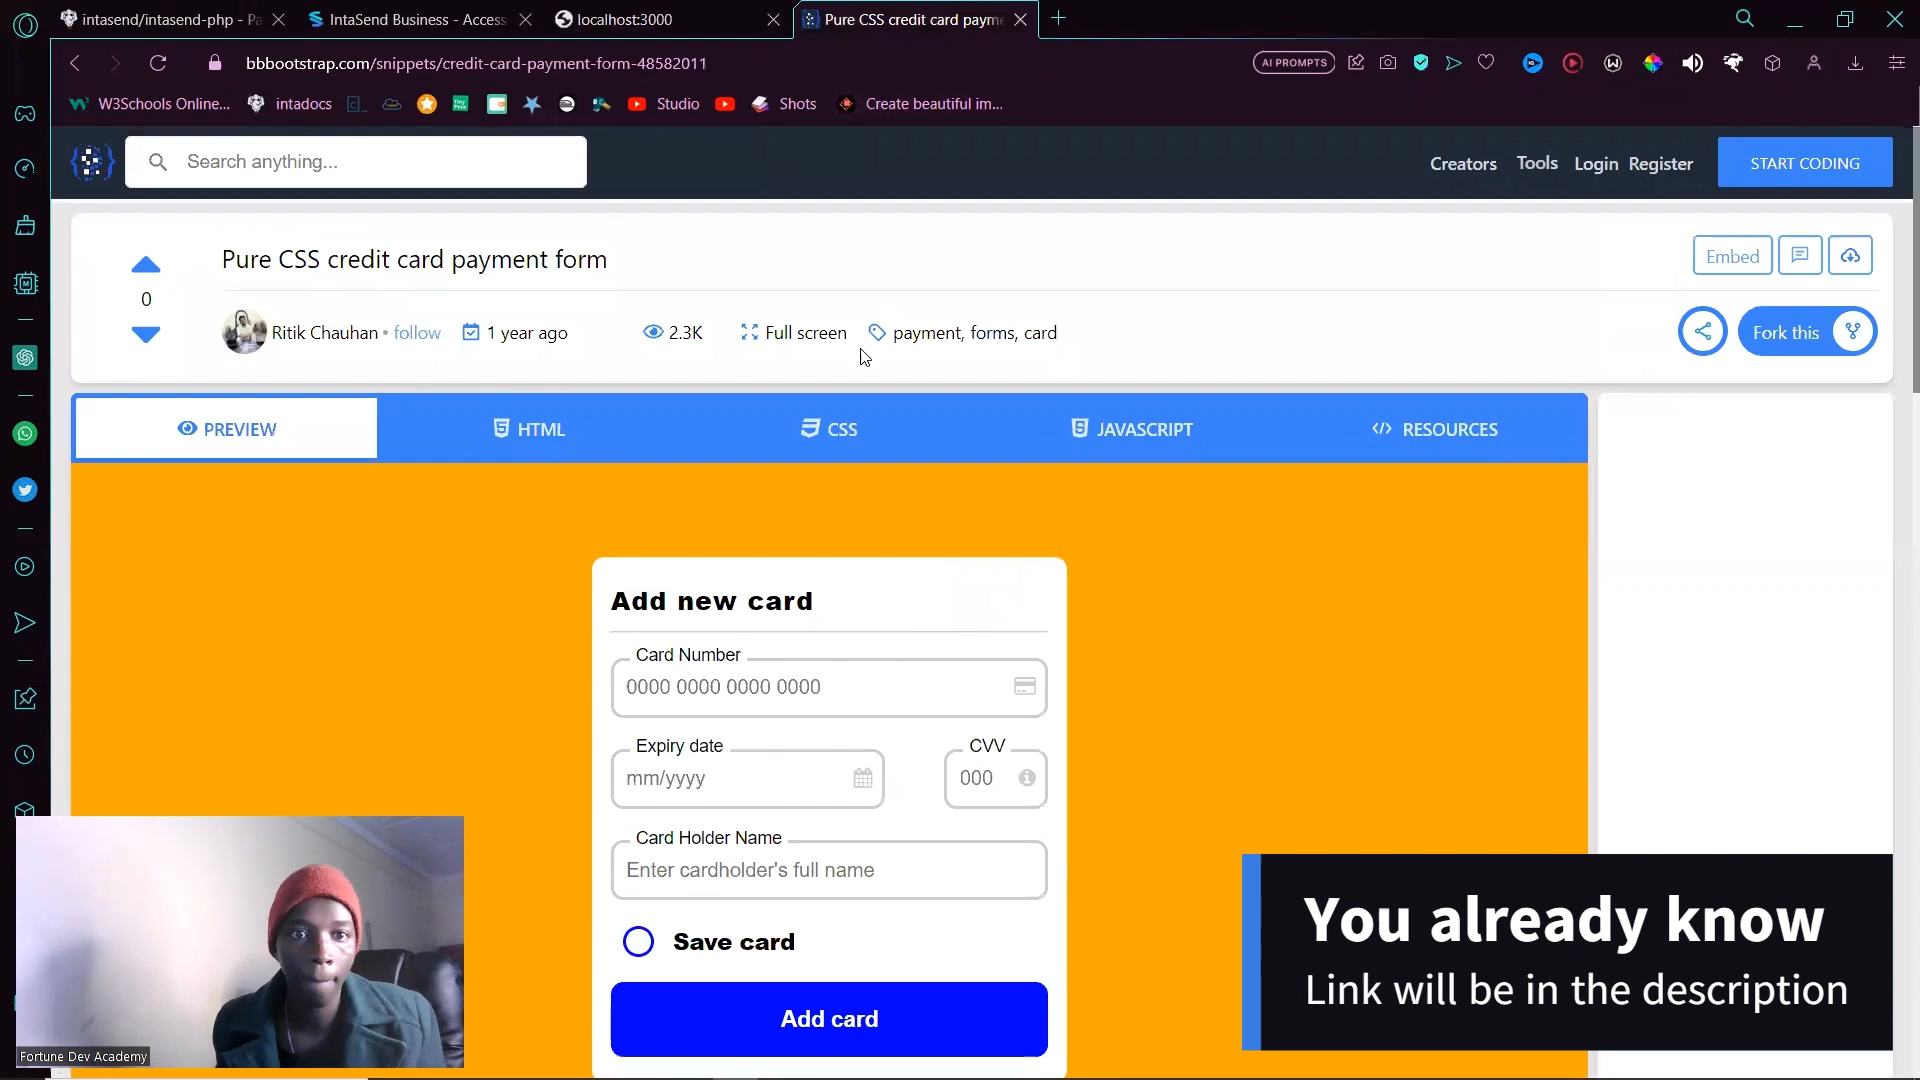 intasend/intasend-php - Pa
IntaSend Business - Access
localhost:3000
Pure CSS credit card payme
bbbootstrap.com/snippets/credit-card-payment-form-48582011
AI PROMPTS
W3Schools Online...
intadocs
Studio
Shots
Create beautiful im...
Search anything...
Creators
Tools
Login
Register
START CODING
Pure CSS credit card payment form
Embed
0
Ritik Chauhan • follow
1 year ago
2.3K
Full screen
payment, forms, card
Fork this
PREVIEW
HTML
CSS
JAVASCRIPT
RESOURCES
Add new card
Card Number
0000 0000 0000 0000
Expiry date
CVV
mm/yyyy
000
Card Holder Name
Enter cardholder's full name
Save card
Add card
You already know
Link will be in the description
Fortune Dev Academy